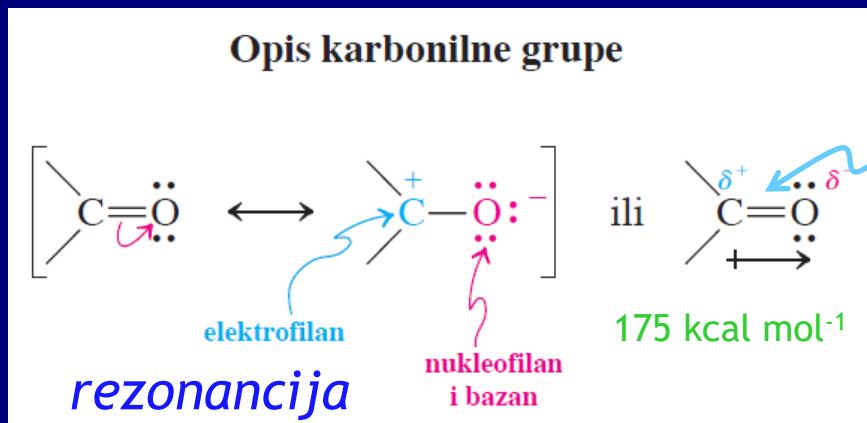 Opis karbonilne grupe
C=O ↔ C—O:⁻ ili C=O
+
δ⁺ δ⁻
elektrofilan
nukleofilan
i bazan
175 kcal mol⁻¹
rezonancija